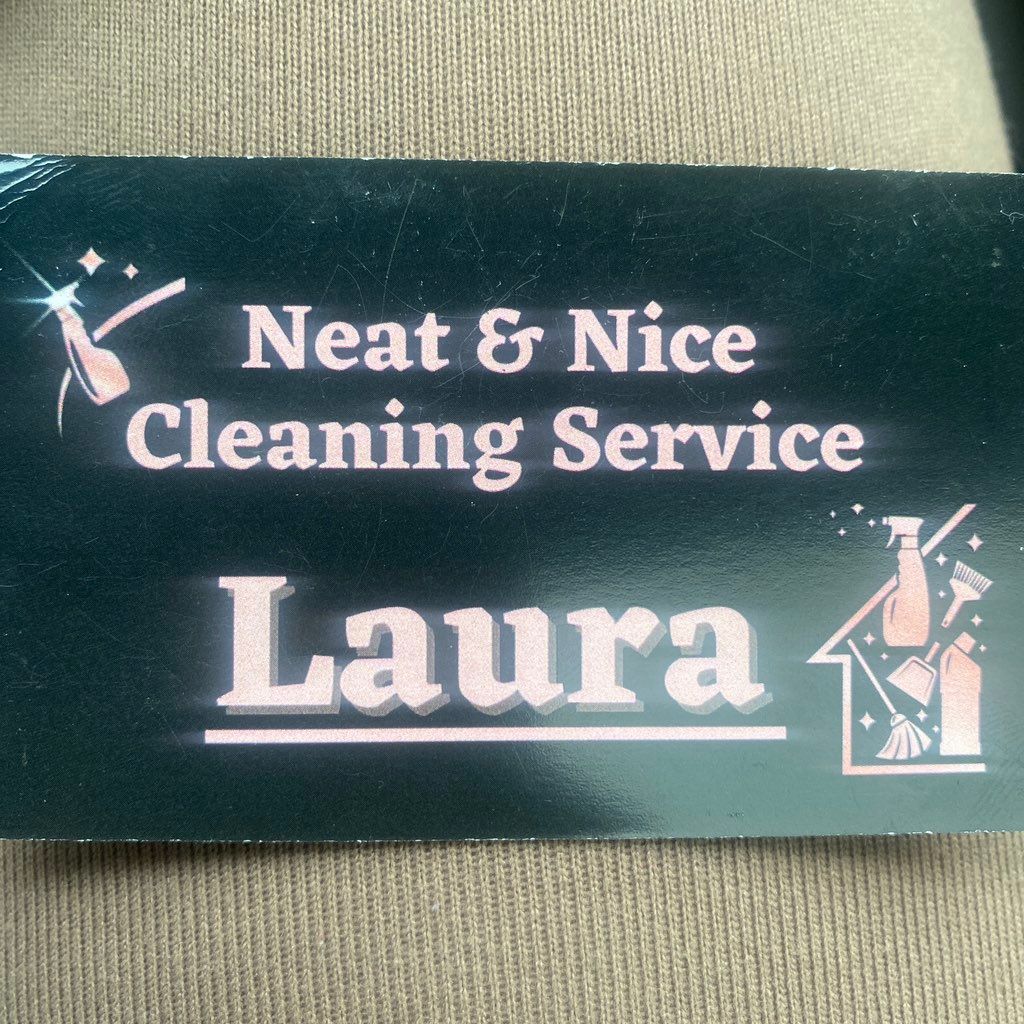 Neat & Nice
Cleaning Service
Laura